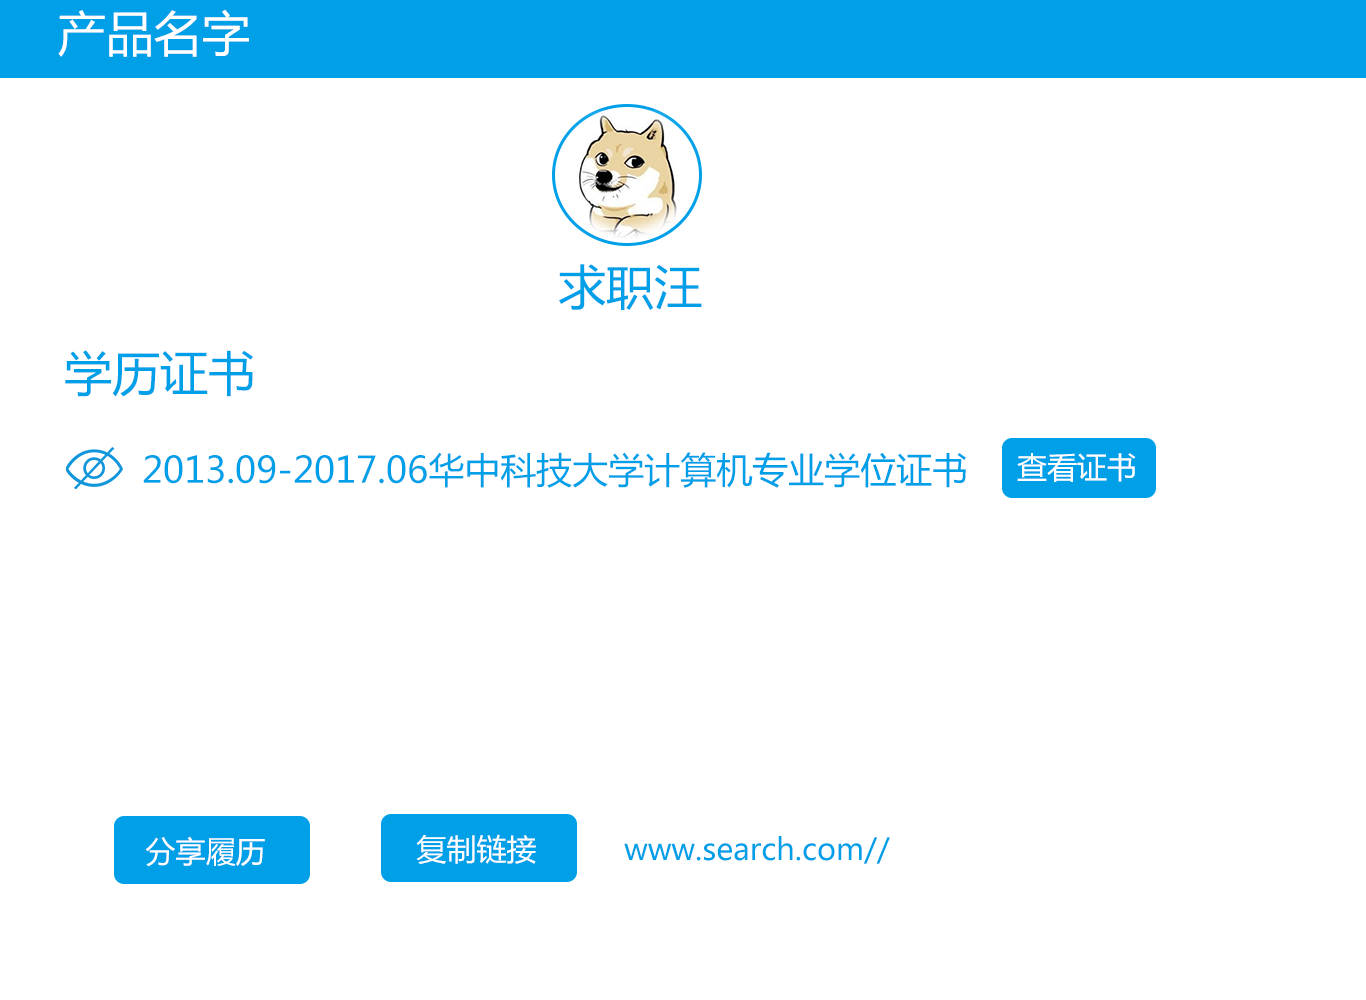 产品名字
求职汪
学历证书
2013.09-2017.06华中科技大学计算机专业学位证书 查看证书
分享履历 复制链接 www.search.com//